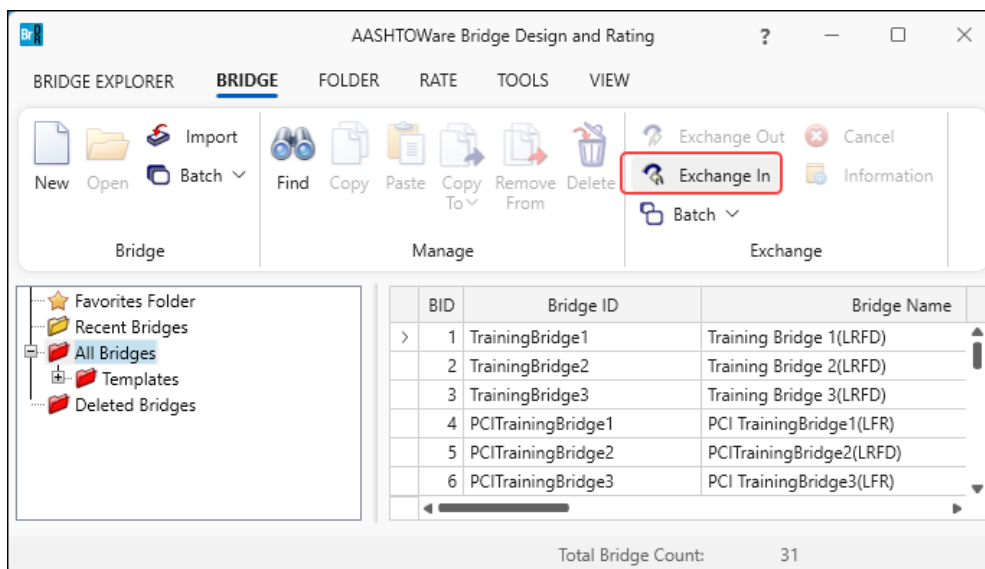 BrDR
AASHTOWare Bridge Design and Rating ?
BRIDGE EXPLORER BRIDGE FOLDER RATE TOOLS VIEW
New
Open
Import
Batch
Bridge
Find
Copy
Paste
Copy
To
Remove
From
Delete
Manage
Exchange Out
Exchange In
Batch
Cancel
Information
Exchange
Favorites Folder
Recent Bridges
All Bridges
Templates
Deleted Bridges
BID Bridge ID Bridge Name
1 TrainingBridge1 Training Bridge 1(LRFD)
2 TrainingBridge2 Training Bridge 2(LRFD)
3 TrainingBridge3 Training Bridge 3(LRFD)
4 PCITrainingBridge1 PCI TrainingBridge1(LFR)
5 PCITrainingBridge2 PCITrainingBridge2(LRFD)
6 PCITrainingBridge3 PCI TrainingBridge3(LFR)
Total Bridge Count: 31